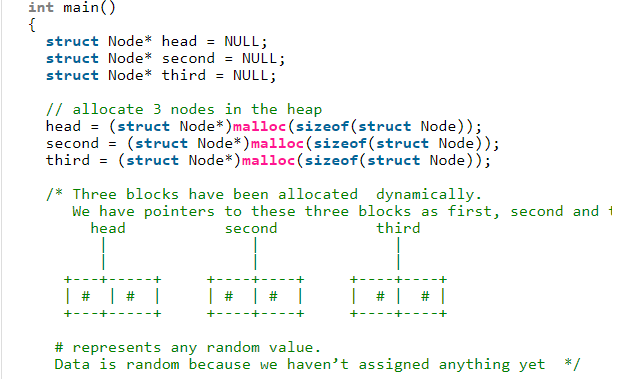 int main()
{
  struct Node* head = NULL;
  struct Node* second = NULL;
  struct Node* third = NULL;

  // allocate 3 nodes in the heap
  head = (struct Node*)malloc(sizeof(struct Node));
  second = (struct Node*)malloc(sizeof(struct Node));
  third = (struct Node*)malloc(sizeof(struct Node));

  /* Three blocks have been allocated  dynamically.
     We have pointers to these three blocks as first, second and
       head           second           third
        |                |                |
        |                |                |
    +---+-----+     +----+----+     +----+----+
    | #  | #  |     | #  | #  |     |  # |  # |
    +---+-----+     +----+----+     +----+----+

   # represents any random value.
   Data is random because we haven’t assigned anything yet  */